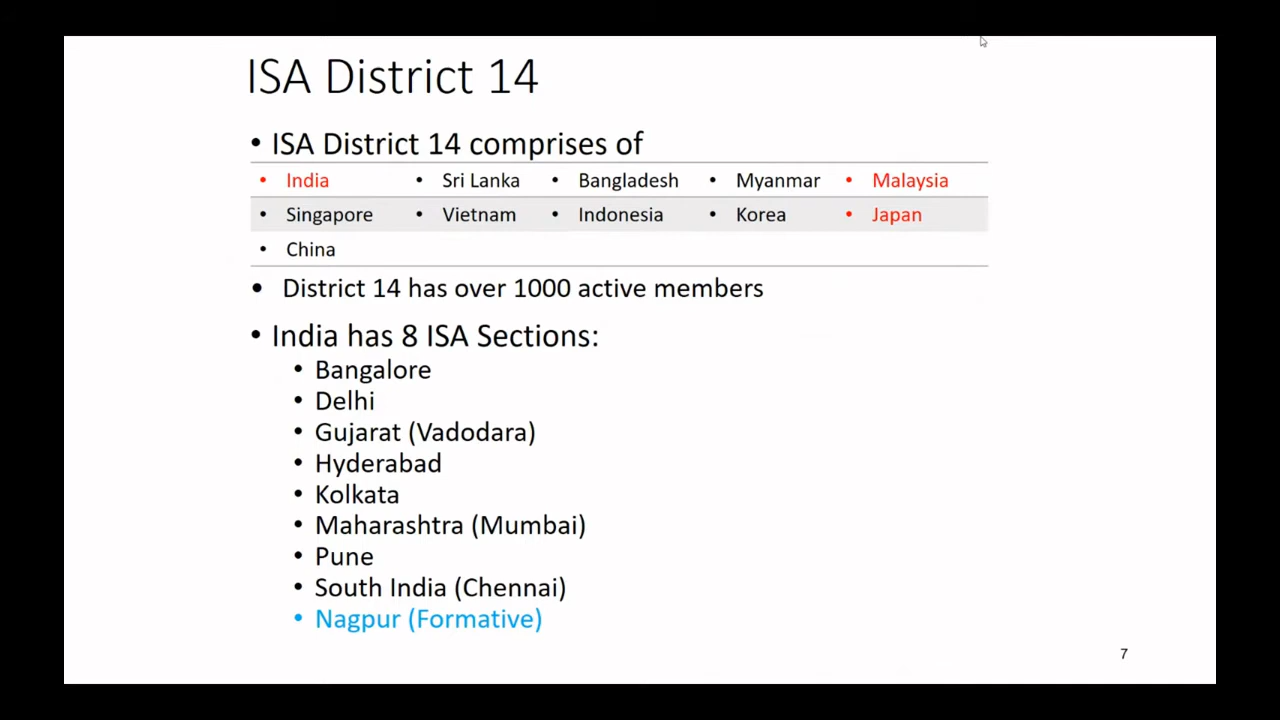 ISA District 14
• ISA District 14 comprises of
• India • Sri Lanka • Bangladesh • Myanmar • Malaysia
• Singapore • Vietnam • Indonesia • Korea • Japan
• China
• District 14 has over 1000 active members
• India has 8 ISA Sections:
• Bangalore
• Delhi
• Gujarat (Vadodara)
• Hyderabad
• Kolkata
• Maharashtra (Mumbai)
• Pune
• South India (Chennai)
• Nagpur (Formative)
7